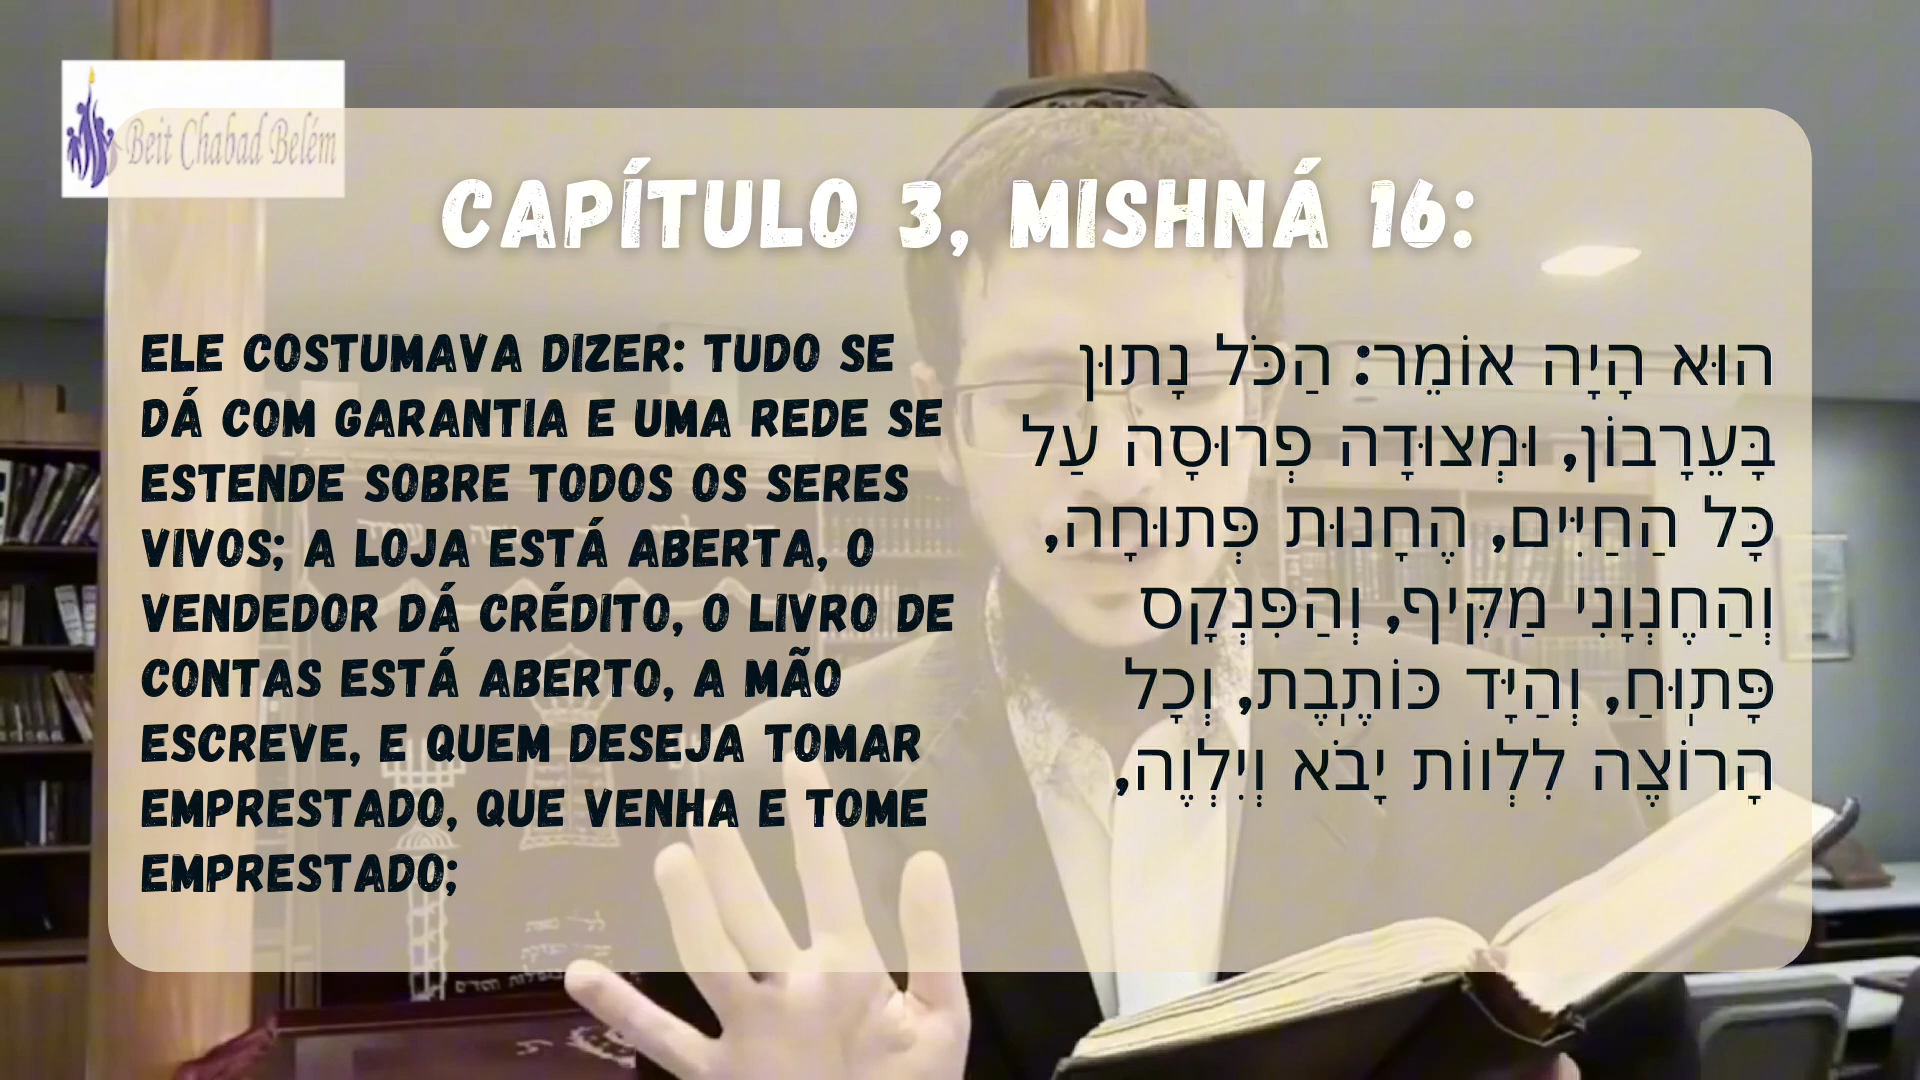 Beit Chabad Belém
CAPÍTULO 3, MISHNÁ 16:
ELE COSTUMAVA DIZER: TUDO SE
DÁ COM GARANTIA E UMA REDE SE
ESTENDE SOBRE TODOS OS SERES
VIVOS; A LOJA ESTÁ ABERTA, O
VENDEDOR DÁ CRÉDITO, O LIVRO DE
CONTAS ESTÁ ABERTO, A MÃO
ESCREVE, E QUEM DESEJA TOMAR
EMPRESTADO, QUE VENHA E TOME
EMPRESTADO;
הוּא הָיָה אוֹמֵר: הַכֹּל נָתוּן
בָּעֵרָבוֹן, וּמְצוּדָה פְרוּסָה עַל
כָּל הַחַיִּים, הֶחָנוּת פְּתוּחָה,
וְהַחֶנְוָנִי מַקִּיף, וְהַפִּנְקָס
פָּתֽוּחַ, וְהַיָּד כּוֹתֶֽבֶת, וְכָל
הָרוֹצֶה לִלְווֹת יָבֹא וְיִלְוֶה,